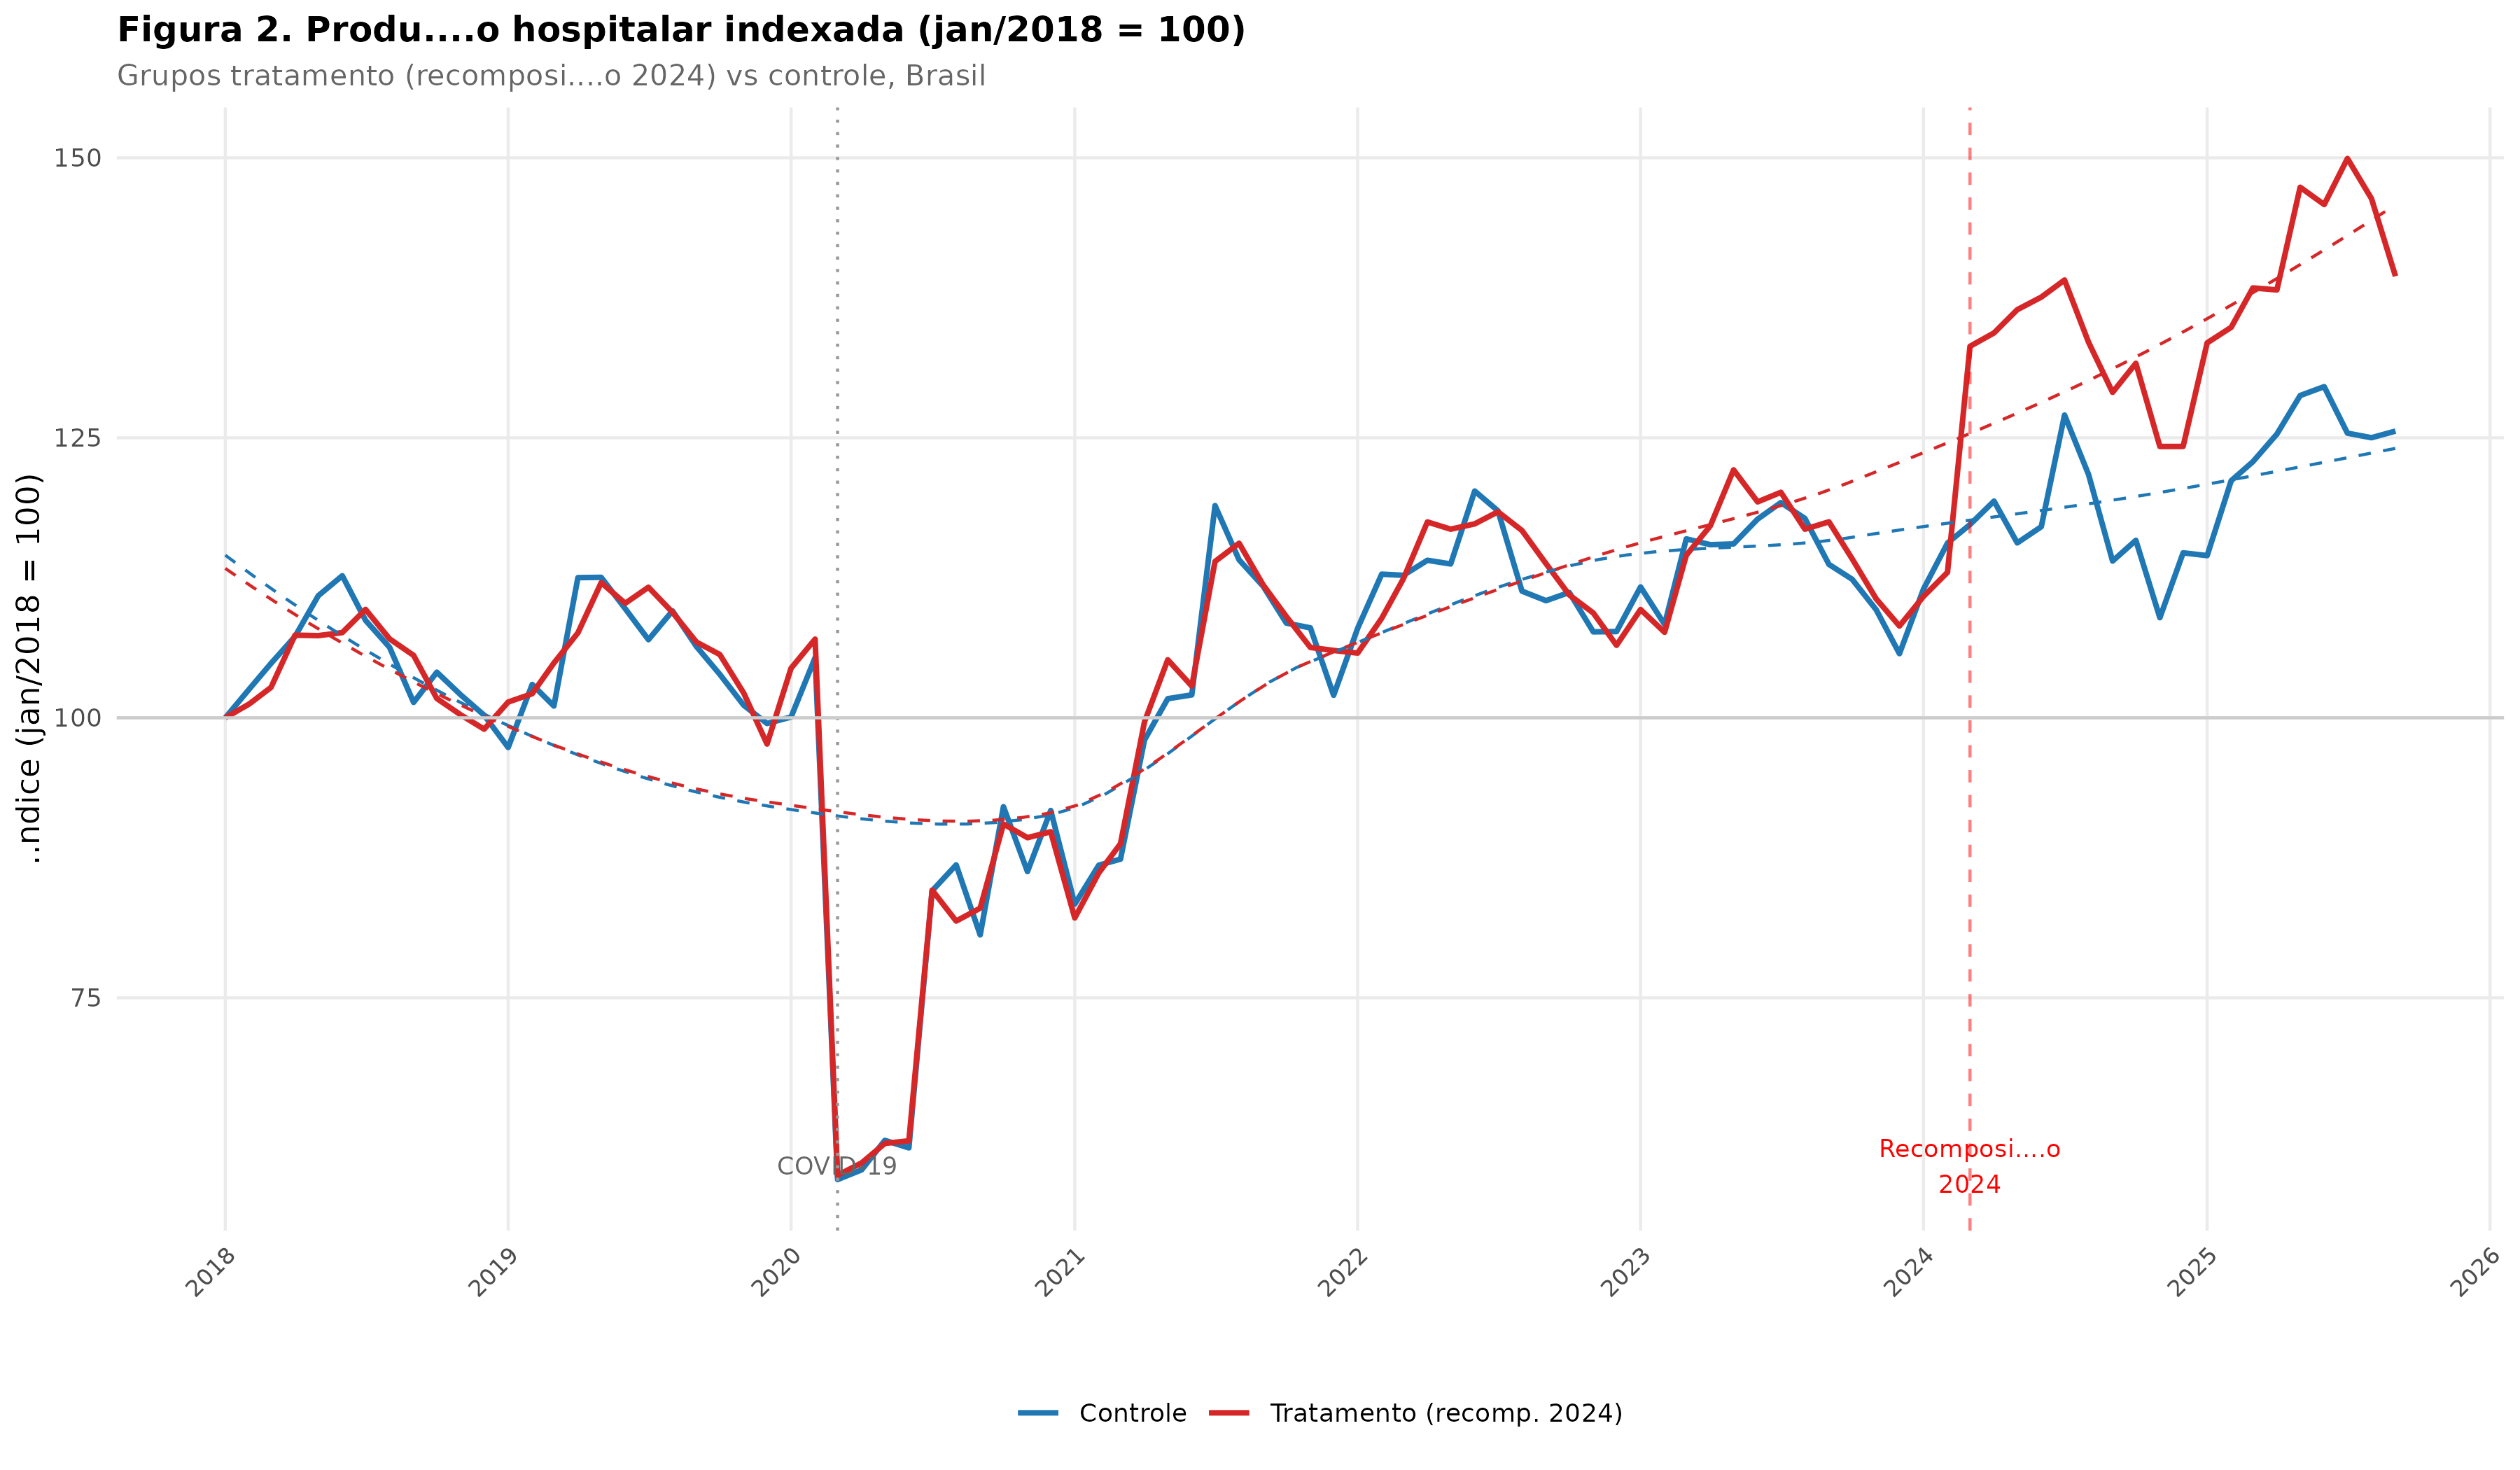 Figura 2. Produ....o hospitalar indexada (jan/2018 = 100)
Grupos tratamento (recomposi....o 2024) vs controle, Brasil
..ndice (jan/2018 = 100)
150
125
100
75
COVID-19
Recomposi....o
2024
2018
2019
2020
2021
2022
2023
2024
2025
2026
Controle
Tratamento (recomp. 2024)